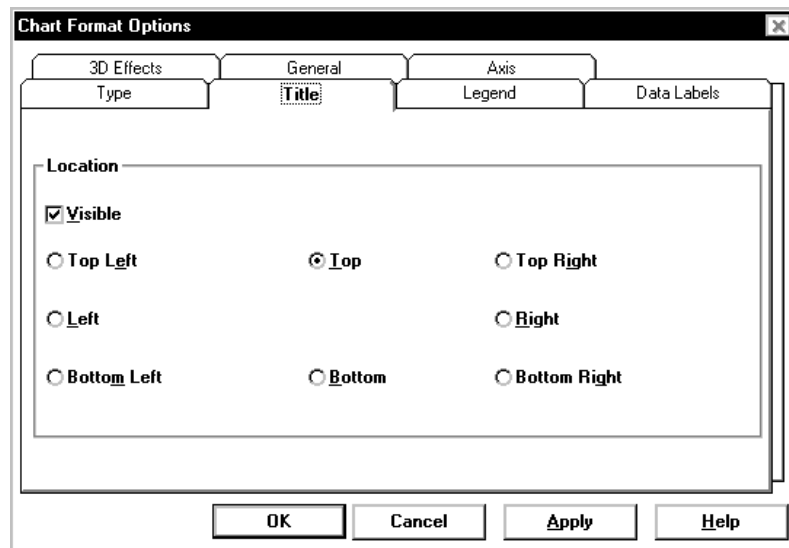 Chart Format Options
3D Effects General Axis
Type Title Legend Data Labels
Location
Visible
Top Left Top Top Right
Left Right
Bottom Left Bottom Bottom Right
OK Cancel Apply Help